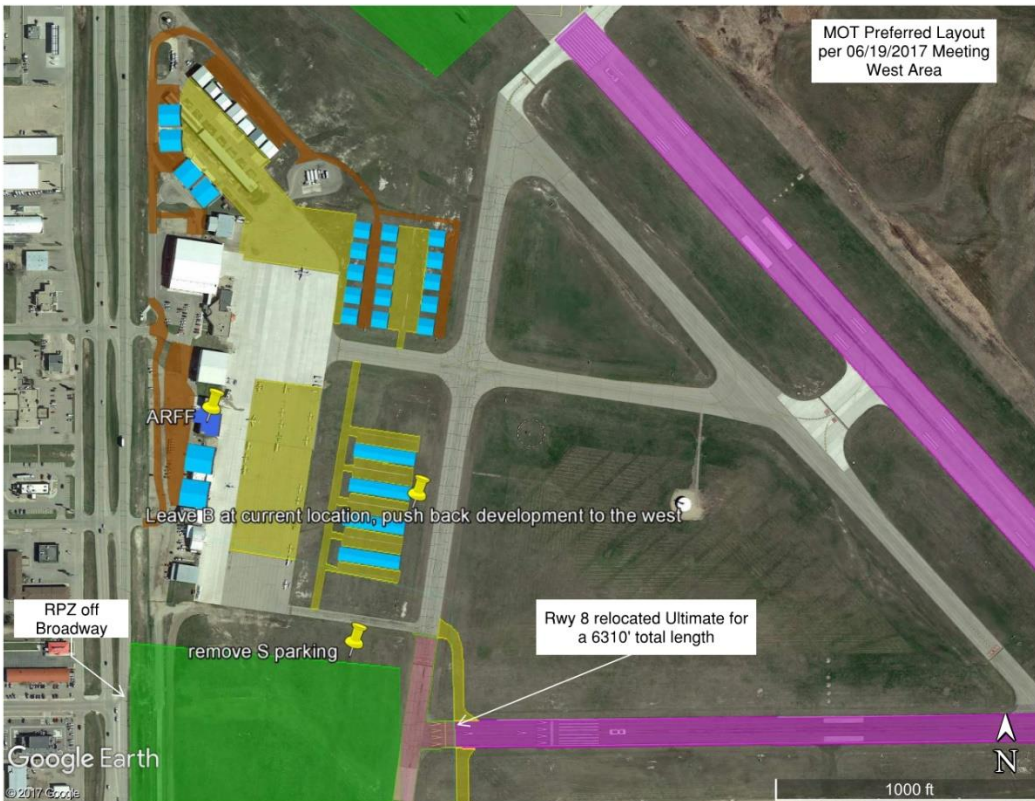 MOT Preferred Layout
per 06/19/2017 Meeting
West Area
ARFF
Leave B at current location, push back development to the west
RPZ off
Broadway
Rwy 8 relocated Ultimate for
a 6310' total length
remove S parking
Google Earth
© 2017 Google
N
1000 ft